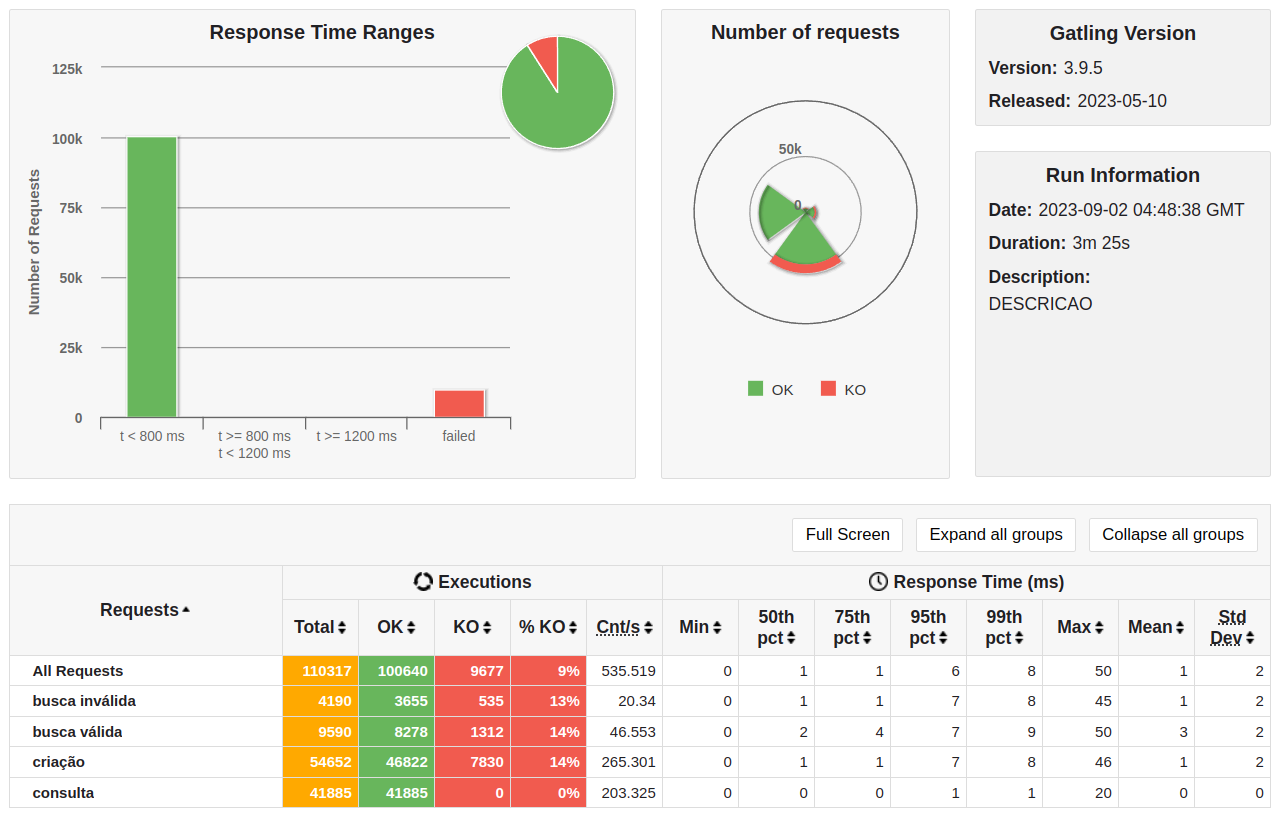 Response Time Ranges
125k
100k
75k
50k
25k
0
Number of Requests
t < 800 ms
t >= 800 ms
t < 1200 ms
t >= 1200 ms
failed
Number of requests
50k
0
OK
KO
Gatling Version
Version: 3.9.5
Released: 2023-05-10
Run Information
Date: 2023-09-02 04:48:38 GMT
Duration: 3m 25s
Description:
DESCRICAO
Full Screen Expand all groups Collapse all groups
Requests Executions Response Time (ms)
Total OK KO % KO Cnt/s Min 50th pct 75th pct 95th pct 99th pct Max Mean Std Dev
All Requests 110317 100640 9677 9% 535.519 0 1 1 6 8 50 1 2
busca inválida 4190 3655 535 13% 20.34 0 1 1 7 8 45 1 2
busca válida 9590 8278 1312 14% 46.553 0 2 4 7 9 50 3 2
criação 54652 46822 7830 14% 265.301 0 1 1 7 8 46 1 2
consulta 41885 41885 0 0% 203.325 0 0 0 1 1 20 0 0